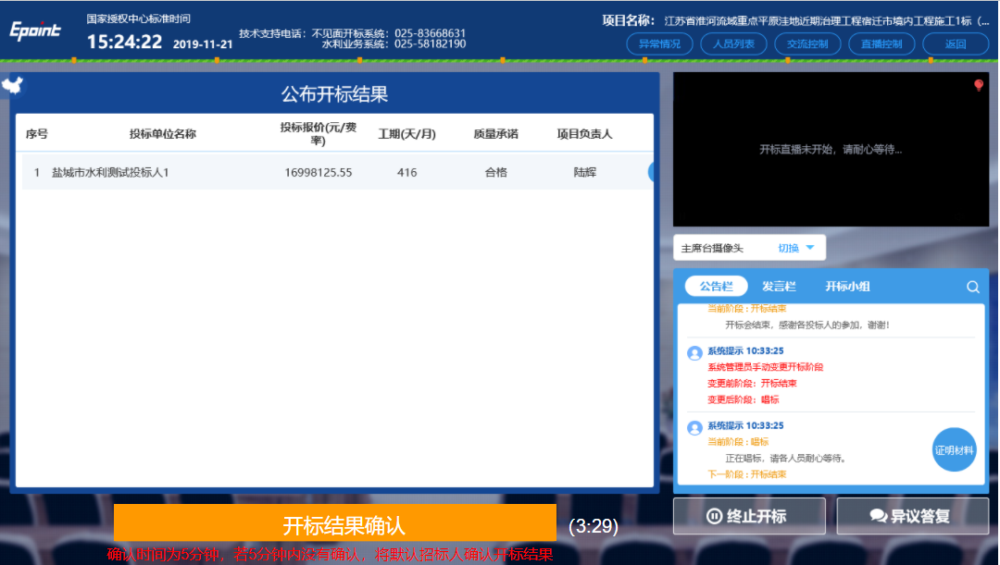 Epoint
国家授权中心标准时间
15:24:22 2019-11-21
技术支持电话: 不见面开标系统: 025-83668631
水利业务系统: 025-58182190
项目名称: 江苏省淮河流域重点平原洼地近期治理工程宿迁市境内工程施工1标 (...
异常情况 人员列表 交流控制 直播控制 返回
公布开标结果
序号 投标单位名称 投标报价(元/费率) 工期(天/月) 质量承诺 项目负责人
1 盐城市水利测试投标人1 16998125.55 416 合格 陆辉
开标直播未开始, 请耐心等待...
主席台摄像头 切换
公告栏 发言栏 开标小组
当前阶段 : 开标结束
开标会结束, 感谢各投标人的参加, 谢谢!
系统提示 10:33:25
系统管理员手动变更开标阶段
变更前阶段: 开标结束
变更后阶段: 唱标
系统提示 10:33:25
当前阶段 : 唱标
正在唱标, 请各人员耐心等待。
下一阶段 : 开标结束
证明材料
开标结果确认 (3:29)
确认时间为5分钟, 若5分钟内没有确认, 将默认招标人确认开标结果
终止开标 异议答复